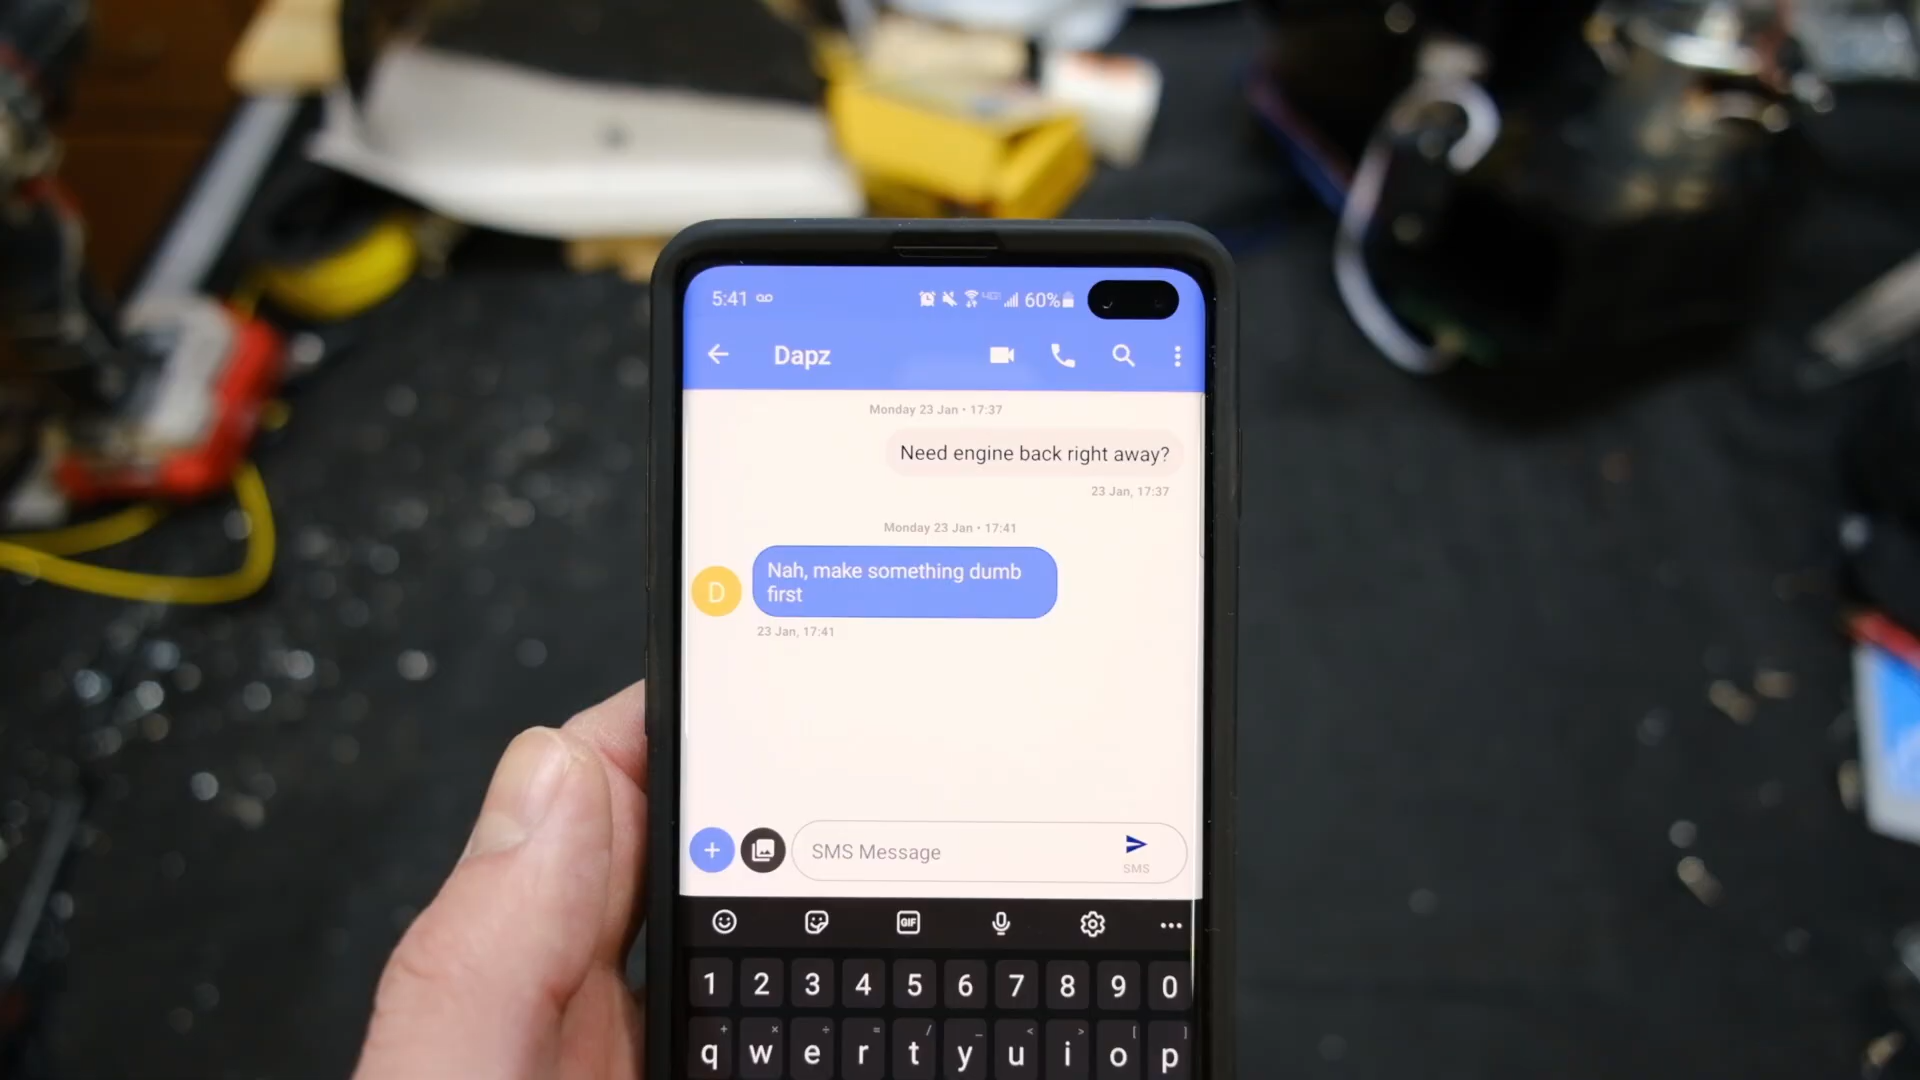 5:41
60%
Dapz
Monday 23 Jan • 17:37
Need engine back right away?
23 Jan, 17:37
Monday 23 Jan • 17:41
D
Nah, make something dumb
first
23 Jan, 17:41
SMS Message
SMS
GIF
1 2 3 4 5 6 7 8 9 0
+ × ÷ = / _ < > [ ]
q w e r t y u i o p